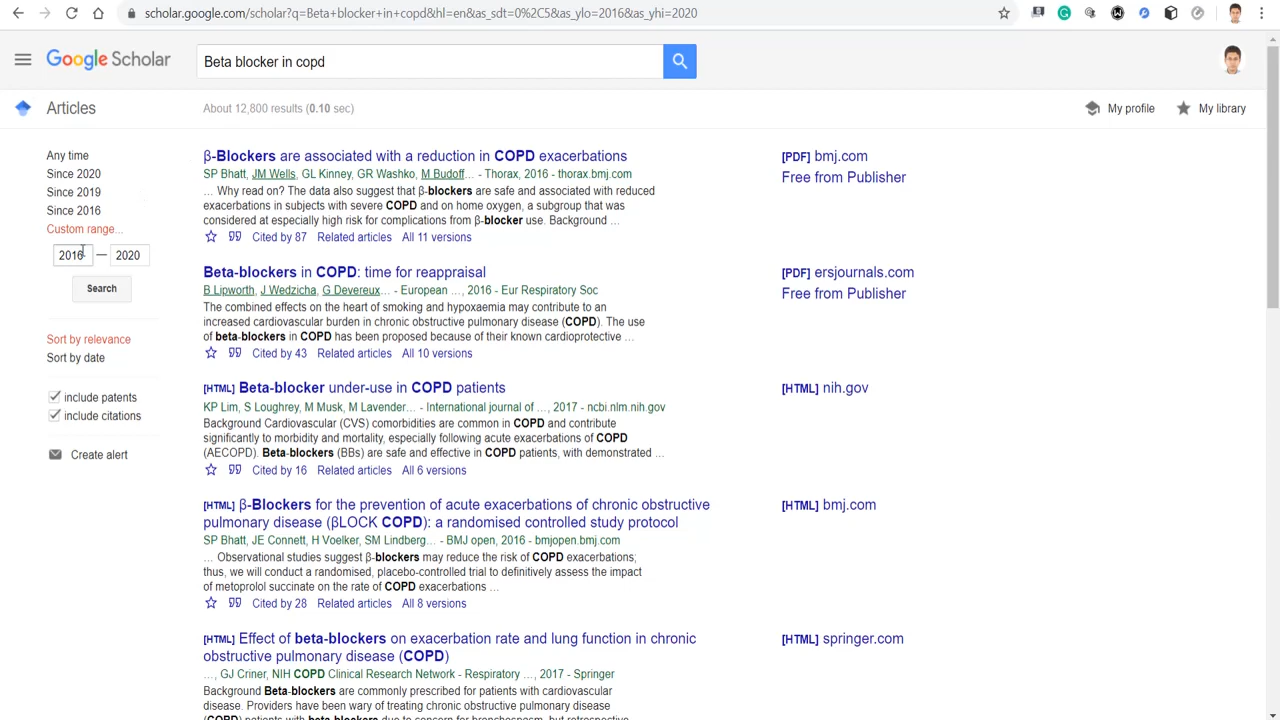 scholar.google.com/scholar?q=Beta+blocker+in+copd&hl=en&as_sdt=0%2C5&as_ylo=2016&as_yhi=2020
Google Scholar
Beta blocker in copd
Articles
About 12,800 results (0.10 sec)
My profile
My library
Any time
Since 2020
Since 2019
Since 2016
Custom range...
2016 — 2020
Search
Sort by relevance
Sort by date
include patents
include citations
Create alert
β-Blockers are associated with a reduction in COPD exacerbations
SP Bhatt, JM Wells, GL Kinney, GR Washko, M Budoff... - Thorax, 2016 - thorax.bmj.com
... Why read on? The data also suggest that β-blockers are safe and associated with reduced
exacerbations in subjects with severe COPD and on home oxygen, a subgroup that was
considered at especially high risk for complications from β-blocker use. Background ...
Cited by 87 Related articles All 11 versions
[PDF] bmj.com
Free from Publisher
Beta-blockers in COPD: time for reappraisal
B Lipworth, J Wedzicha, G Devereux... - European ..., 2016 - Eur Respiratory Soc
The combined effects on the heart of smoking and hypoxaemia may contribute to an
increased cardiovascular burden in chronic obstructive pulmonary disease (COPD). The use
of beta-blockers in COPD has been proposed because of their known cardioprotective ...
Cited by 43 Related articles All 10 versions
[PDF] ersjournals.com
Free from Publisher
[HTML] Beta-blocker under-use in COPD patients
KP Lim, S Loughrey, M Musk, M Lavender... - International journal of ..., 2017 - ncbi.nlm.nih.gov
Background Cardiovascular (CVS) comorbidities are common in COPD and contribute
significantly to morbidity and mortality, especially following acute exacerbations of COPD
(AECOPD). Beta-blockers (BBs) are safe and effective in COPD patients, with demonstrated ...
Cited by 16 Related articles All 6 versions
[HTML] nih.gov
[HTML] β-Blockers for the prevention of acute exacerbations of chronic obstructive
pulmonary disease (βLOCK COPD): a randomised controlled study protocol
SP Bhatt, JE Connett, H Voelker, SM Lindberg... - BMJ open, 2016 - bmjopen.bmj.com
... Observational studies suggest β-blockers may reduce the risk of COPD exacerbations;
thus, we will conduct a randomised, placebo-controlled trial to definitively assess the impact
of metoprolol succinate on the rate of COPD exacerbations ...
Cited by 28 Related articles All 8 versions
[HTML] bmj.com
[HTML] Effect of beta-blockers on exacerbation rate and lung function in chronic
obstructive pulmonary disease (COPD)
..., GJ Criner, NIH COPD Clinical Research Network - Respiratory ..., 2017 - Springer
Background Beta-blockers are commonly prescribed for patients with cardiovascular
disease. Providers have been wary of treating chronic obstructive pulmonary disease
(COPD) patients with beta-blockers due to concern for bronchospasm, but retrospective
[HTML] springer.com